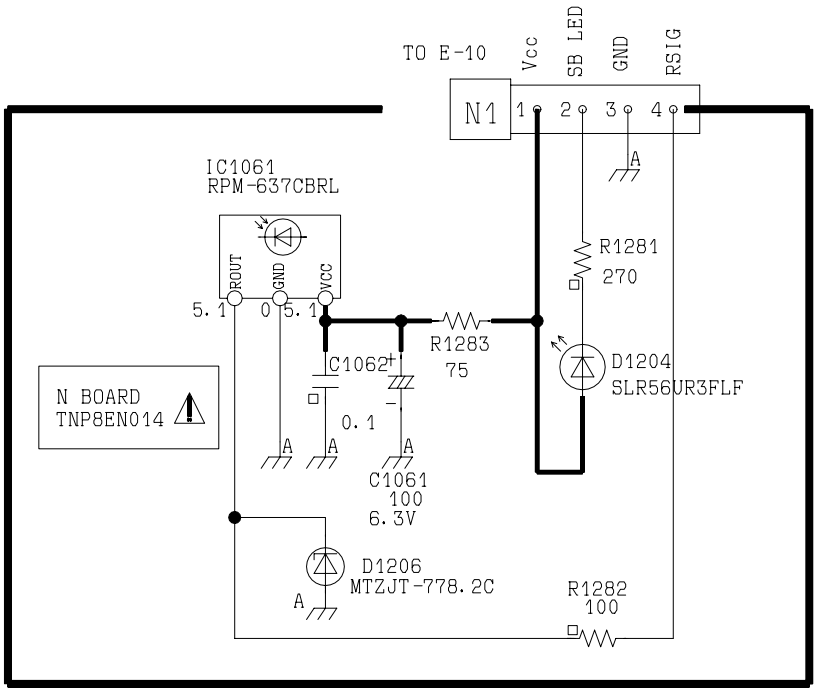 TO E-10
Vcc
SB LED
GND
RSIG
N1
1
2
3
4
A
IC1061
RPM-637CBRL
ROUT
GND
VCC
5.1
0
5.1
R1281
270
R1283
75
C1062
+
0.1
-
D1204
SLR56UR3FLF
N BOARD
TNP8EN014
!
A
A
A
C1061
100
6.3V
D1206
MTZJT-778.2C
A
R1282
100